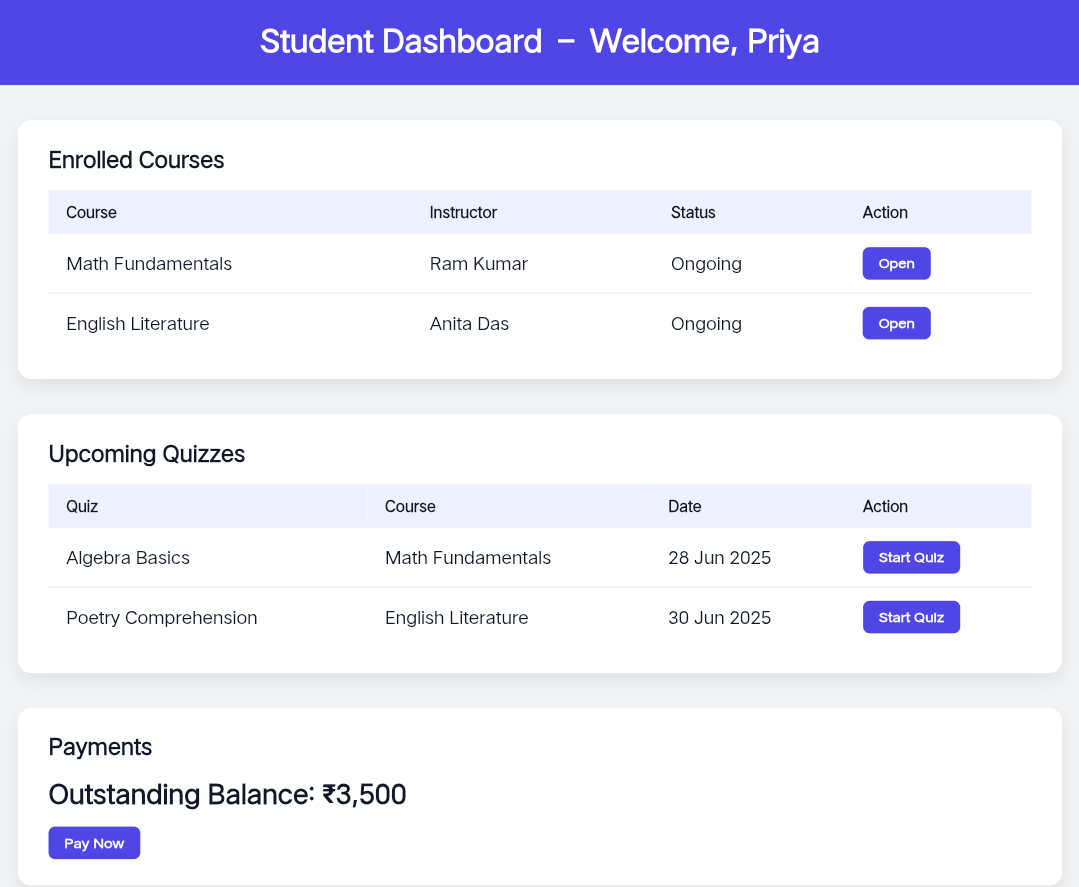 Student Dashboard – Welcome, Priya
Enrolled Courses
Course Instructor Status Action
Math Fundamentals Ram Kumar Ongoing Open
English Literature Anita Das Ongoing Open
Upcoming Quizzes
Quiz Course Date Action
Algebra Basics Math Fundamentals 28 Jun 2025 Start Quiz
Poetry Comprehension English Literature 30 Jun 2025 Start Quiz
Payments
Outstanding Balance: ₹3,500
Pay Now